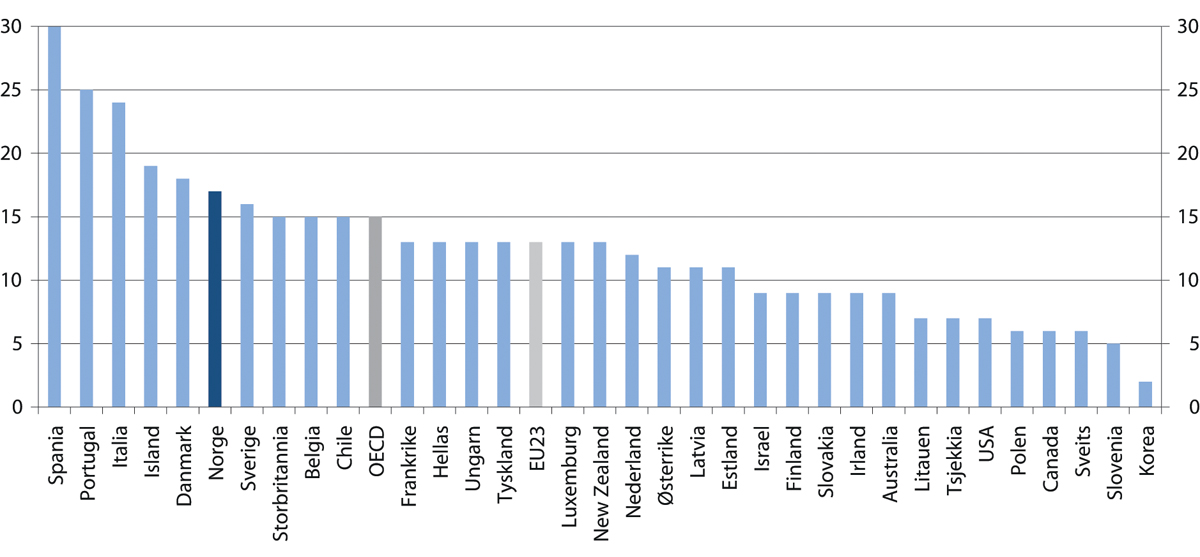 30
25
20
15
10
5
0
30
25
20
15
10
5
0
Spania
Portugal
Italia
Island
Danmark
Norge
Sverige
Storbritannia
Belgia
Chile
OECD
Frankrike
Hellas
Ungarn
Tyskland
EU23
Luxemburg
New Zealand
Nederland
Østerrike
Latvia
Estland
Israel
Finland
Slovakia
Irland
Australia
Litauen
Tsjekkia
USA
Polen
Canada
Sveits
Slovenia
Korea